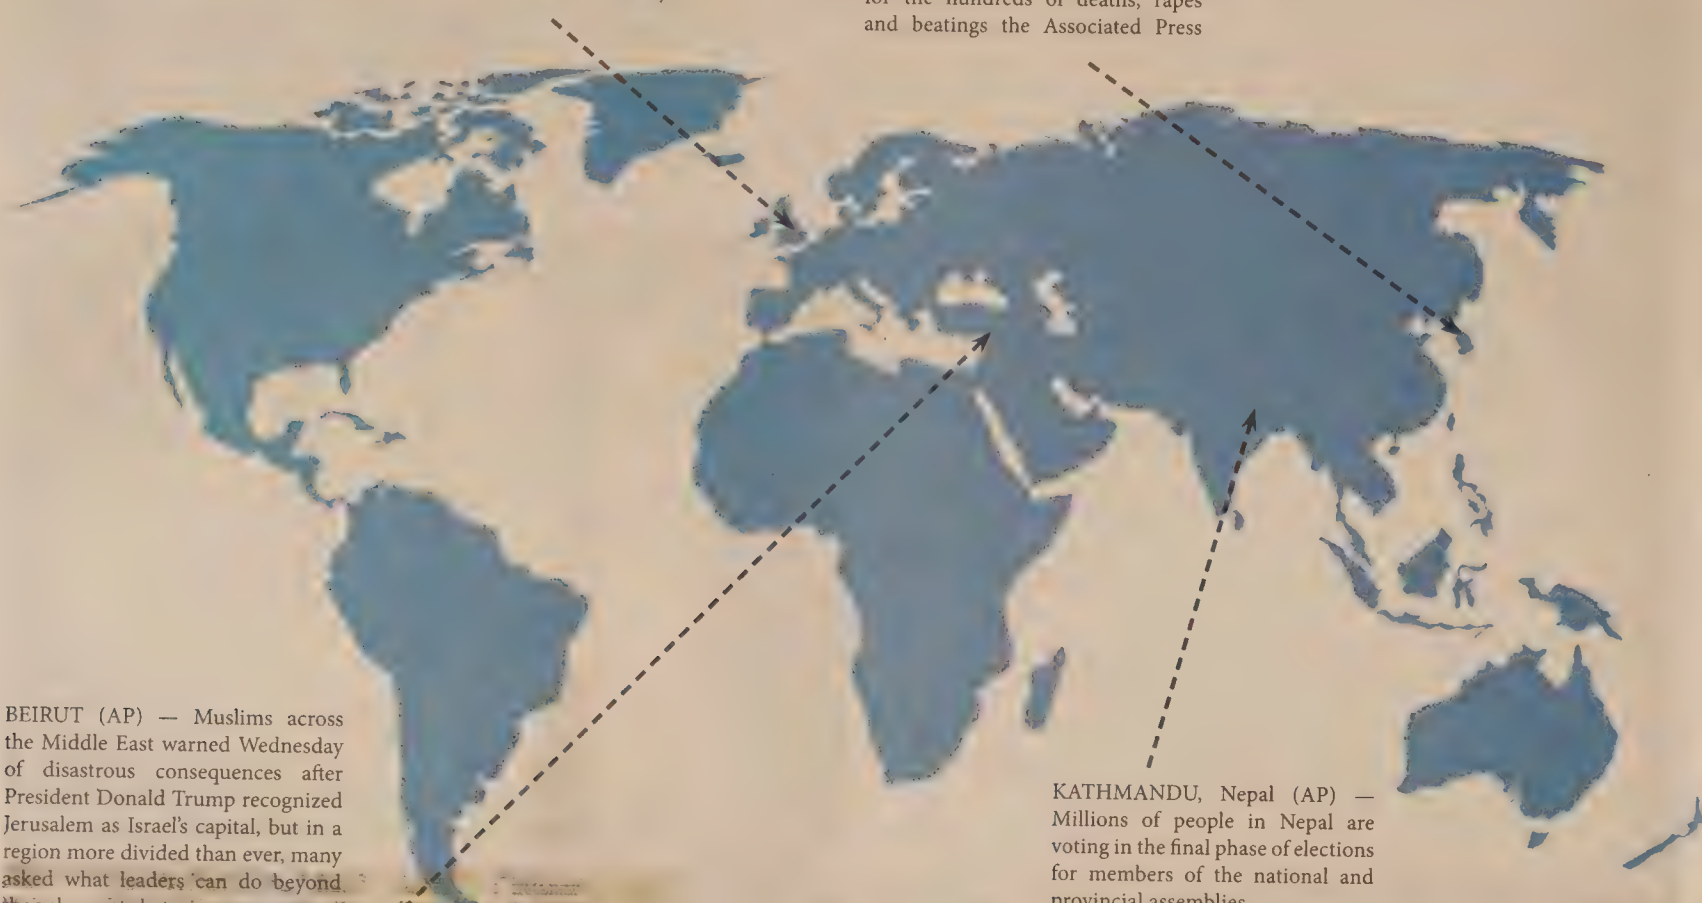 for the hundreds of deaths, rapes
and beatings the Associated Press
BEIRUT (AP) — Muslims across
the Middle East warned Wednesday
of disastrous consequences after
President Donald Trump recognized
Jerusalem as Israel's capital, but in a
region more divided than ever, many
asked what leaders can do beyond
KATHMANDU, Nepal (AP) —
Millions of people in Nepal are
voting in the final phase of elections
for members of the national and
provincial assemblies